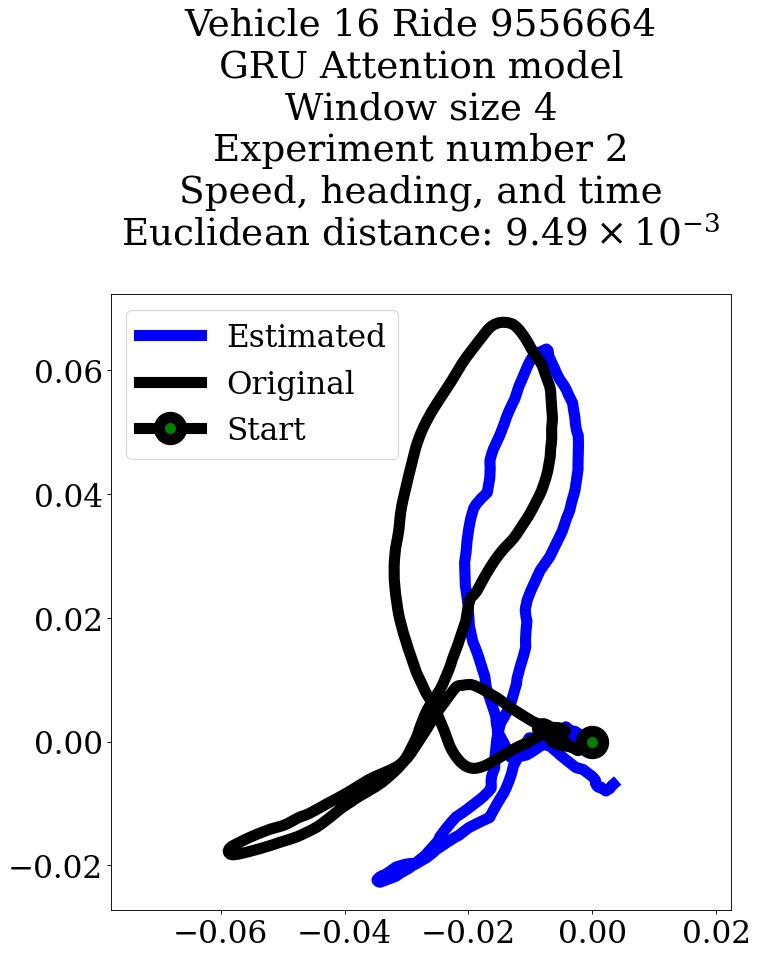 Vehicle 16 Ride 9556664
GRU Attention model
Window size 4
Experiment number 2
Speed, heading, and time
Euclidean distance: 9.49 × 10⁻³
Estimated
Original
Start
0.06
0.04
0.02
0.00
−0.02
−0.06 −0.04 −0.02 0.00 0.02